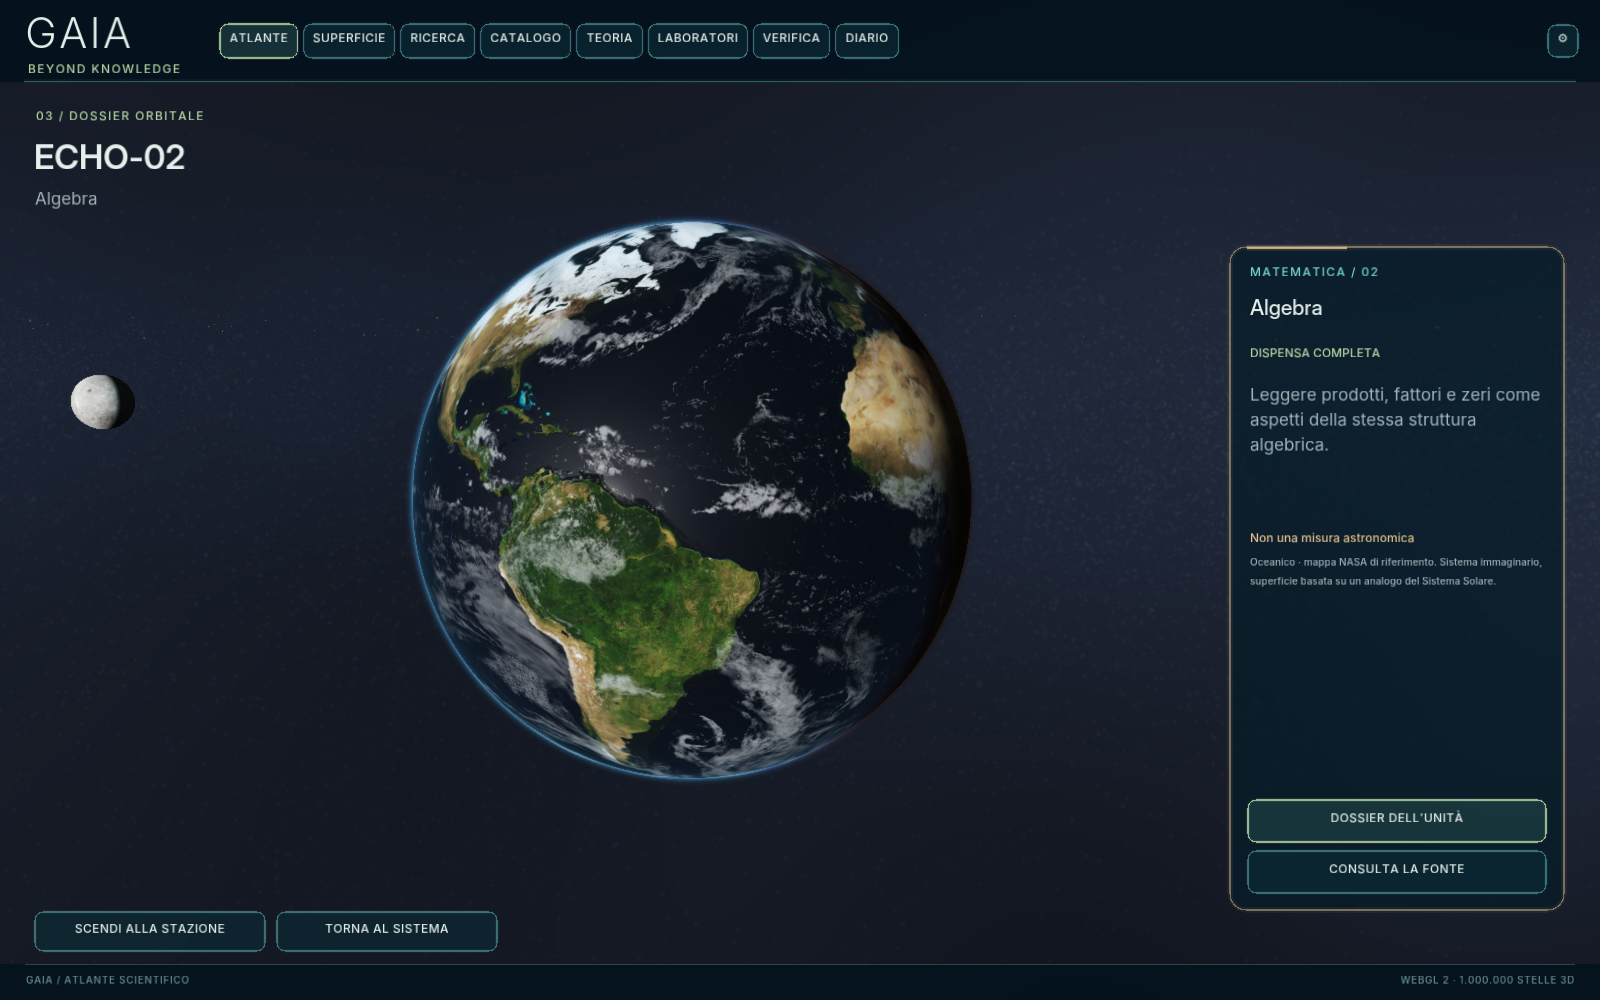 GAIA
BEYOND KNOWLEDGE
ATLANTE
SUPERFICIE
RICERCA
CATALOGO
TEORIA
LABORATORI
VERIFICA
DIARIO
03 / DOSSIER ORBITALE
ECHO-02
Algebra
MATEMATICA / 02
Algebra
DISPENSA COMPLETA
Leggere prodotti, fattori e zeri come
aspetti della stessa struttura
algebrica.
Non una misura astronomica
Oceanico · mappa NASA di riferimento. Sistema immaginario,
superficie basata su un analogo del Sistema Solare.
DOSSIER DELL'UNITÀ
CONSULTA LA FONTE
SCENDI ALLA STAZIONE
TORNA AL SISTEMA
GAIA / ATLANTE SCIENTIFICO
WEBGL 2 · 1.000.000 STELLE 3D